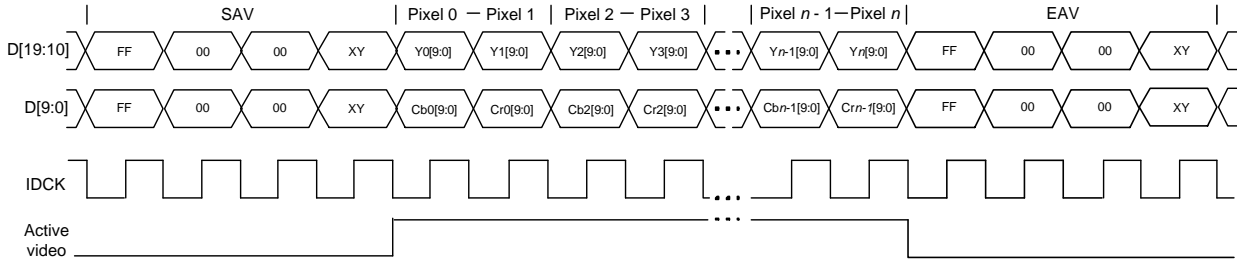 SAV Pixel 0 — Pixel 1 Pixel 2 — Pixel 3 Pixel n - 1—Pixel n EAV
D[19:10] FF 00 00 XY Y0[9:0] Y1[9:0] Y2[9:0] Y3[9:0] ... Yn-1[9:0] Yn[9:0] FF 00 00 XY
D[9:0] FF 00 00 XY Cb0[9:0] Cr0[9:0] Cb2[9:0] Cr2[9:0] ... Cbn-1[9:0] Crn-1[9:0] FF 00 00 XY
IDCK ...
Active ...
video